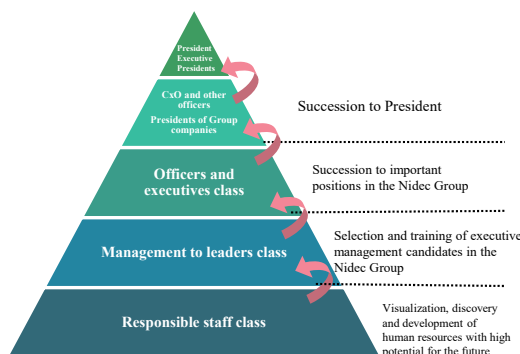 President
Executive
Presidents
CxO and other
officers
Presidents of Group
companies
Succession to President
Officers and
executives class
Succession to important
positions in the Nidec Group
Management to leaders class
Selection and training of executive
management candidates in the
Nidec Group
Responsible staff class
Visualization, discovery
and development of
human resources with high
potential for the future